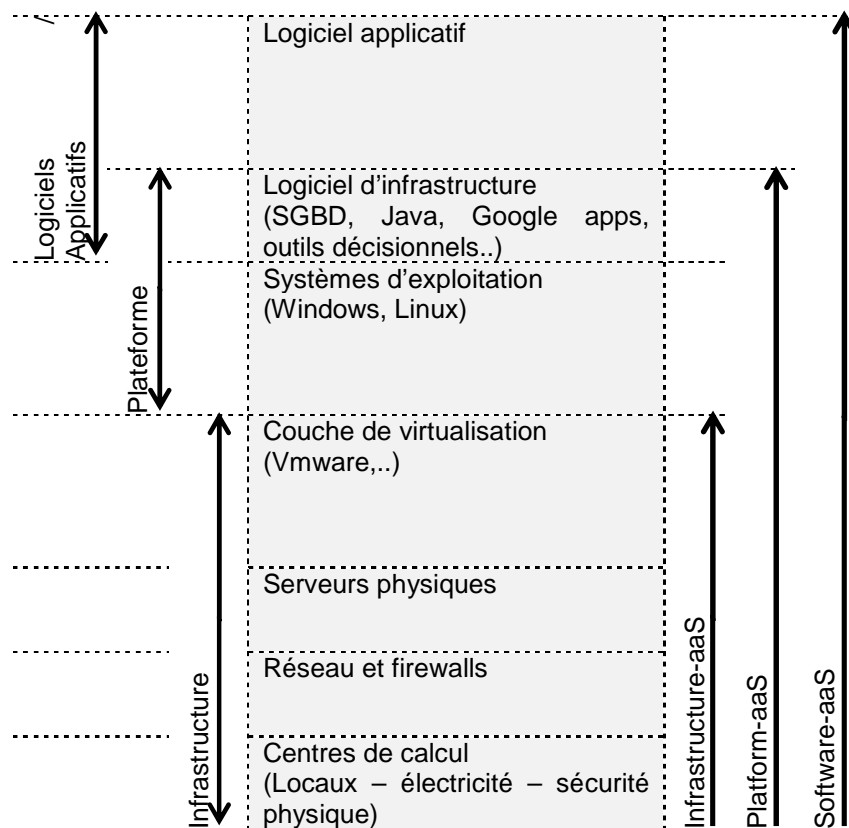 /
Logiciel applicatif
Logiciels
Applicatifs
Logiciel d’infrastructure
(SGBD, Java, Google apps,
outils décisionnels..)
Systèmes d’exploitation
(Windows, Linux)
Plateforme
Couche de virtualisation
(Vmware,..)
Serveurs physiques
Réseau et firewalls
Centres de calcul
(Locaux – électricité – sécurité
physique)
Infrastructure
Infrastructure-aaS
Platform-aaS
Software-aaS